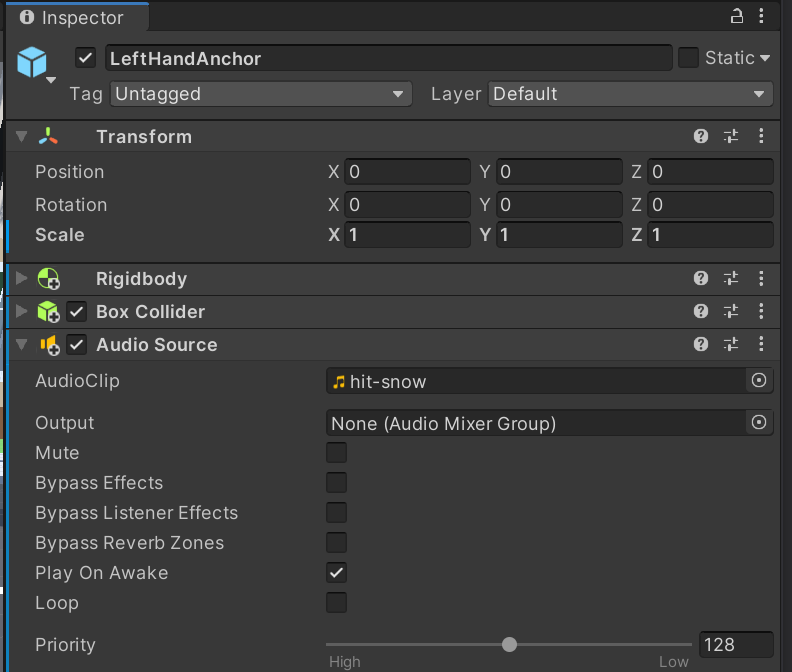 Inspector
LeftHandAnchor Static
Tag Untagged Layer Default
Transform
Position X 0 Y 0 Z 0
Rotation X 0 Y 0 Z 0
Scale X 1 Y 1 Z 1
Rigidbody
Box Collider
Audio Source
AudioClip hit-snow
Output None (Audio Mixer Group)
Mute
Bypass Effects
Bypass Listener Effects
Bypass Reverb Zones
Play On Awake
Loop
Priority 128
High Low